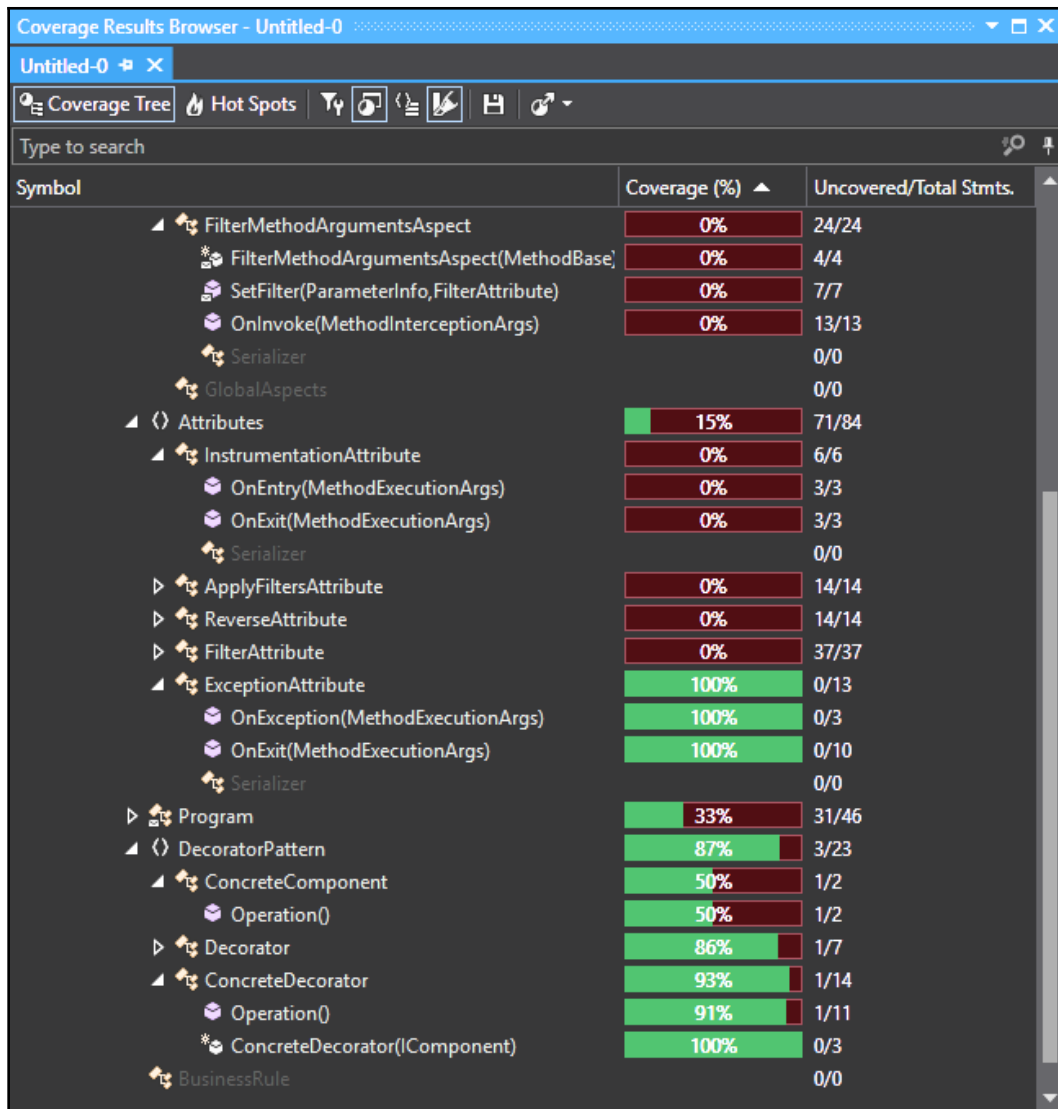 Coverage Results Browser - Untitled-0
Untitled-0
Coverage Tree Hot Spots
Type to search
Symbol Coverage (%) Uncovered/Total Stmts.
FilterMethodArgumentsAspect 0% 24/24
FilterMethodArgumentsAspect(MethodBase) 0% 4/4
SetFilter(ParameterInfo,FilterAttribute) 0% 7/7
OnInvoke(MethodInterceptionArgs) 0% 13/13
Serializer 0/0
GlobalAspects 0/0
Attributes 15% 71/84
InstrumentationAttribute 0% 6/6
OnEntry(MethodExecutionArgs) 0% 3/3
OnExit(MethodExecutionArgs) 0% 3/3
Serializer 0/0
ApplyFiltersAttribute 0% 14/14
ReverseAttribute 0% 14/14
FilterAttribute 0% 37/37
ExceptionAttribute 100% 0/13
OnException(MethodExecutionArgs) 100% 0/3
OnExit(MethodExecutionArgs) 100% 0/10
Serializer 0/0
Program 33% 31/46
DecoratorPattern 87% 3/23
ConcreteComponent 50% 1/2
Operation() 50% 1/2
Decorator 86% 1/7
ConcreteDecorator 93% 1/14
Operation() 91% 1/11
ConcreteDecorator(IComponent) 100% 0/3
BusinessRule 0/0